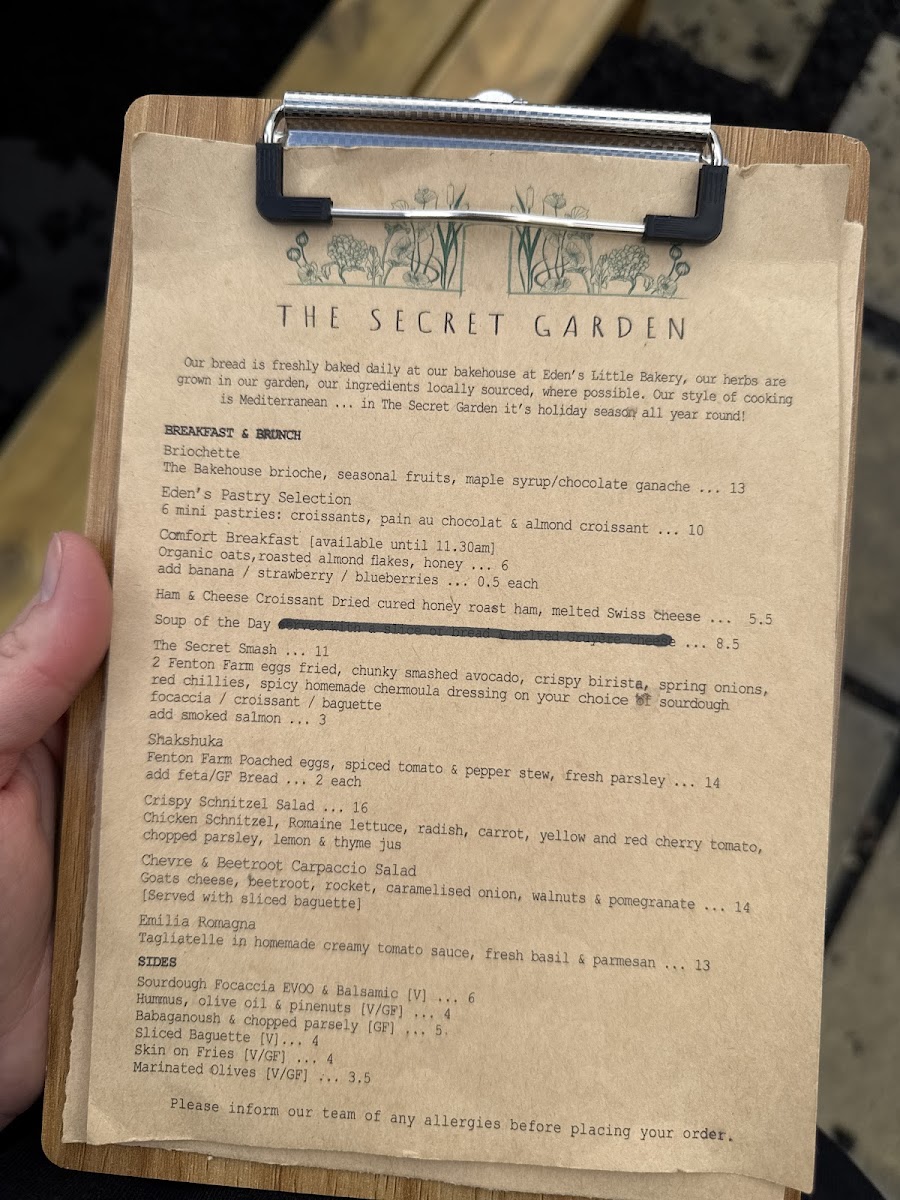 THE SECRET GARDEN
Our bread is freshly baked daily at our bakehouse at Eden's Little Bakery, our herbs are
grown in our garden, our ingredients locally sourced, where possible. Our style of cooking
is Mediterranean ... in The Secret Garden it's holiday season all year round!
BREAKFAST & BRUNCH
Briochette
The Bakehouse brioche, seasonal fruits, maple syrup/chocolate ganache ... 13
Eden's Pastry Selection
6 mini pastries: croissants, pain au chocolat & almond croissant ... 10
Comfort Breakfast [available until 11.30am]
Organic oats,roasted almond flakes, honey ... 6
add banana / strawberry / blueberries ... 0.5 each
Ham & Cheese Croissant Dried cured honey roast ham, melted Swiss cheese ... 5.5
Soup of the Day served with a slice of bread & melted Gruyère cheese ... 8.5
The Secret Smash ... 11
2 Fenton Farm eggs fried, chunky smashed avocado, crispy birista, spring onions,
red chillies, spicy homemade chermoula dressing on your choice of sourdough
focaccia / croissant / baguette
add smoked salmon ... 3
Shakshuka
Fenton Farm Poached eggs, spiced tomato & pepper stew, fresh parsley ... 14
add feta/GF Bread ... 2 each
Crispy Schnitzel Salad ... 16
Chicken Schnitzel, Romaine lettuce, radish, carrot, yellow and red cherry tomato,
chopped parsley, lemon & thyme jus
Chevre & Beetroot Carpaccio Salad
Goats cheese, beetroot, rocket, caramelised onion, walnuts & pomegranate ... 14
[Served with sliced baguette]
Emilia Romagna
Tagliatelle in homemade creamy tomato sauce, fresh basil & parmesan ... 13
SIDES
Sourdough Focaccia EVOO & Balsamic [V] ... 6
Hummus, olive oil & pinenuts [V/GF] ... 4
Babaganoush & chopped parsely [GF] ... 5
Sliced Baguette [V]... 4
Skin on Fries [V/GF] ... 4
Marinated Olives [V/GF] ... 3.5
Please inform our team of any allergies before placing your order.